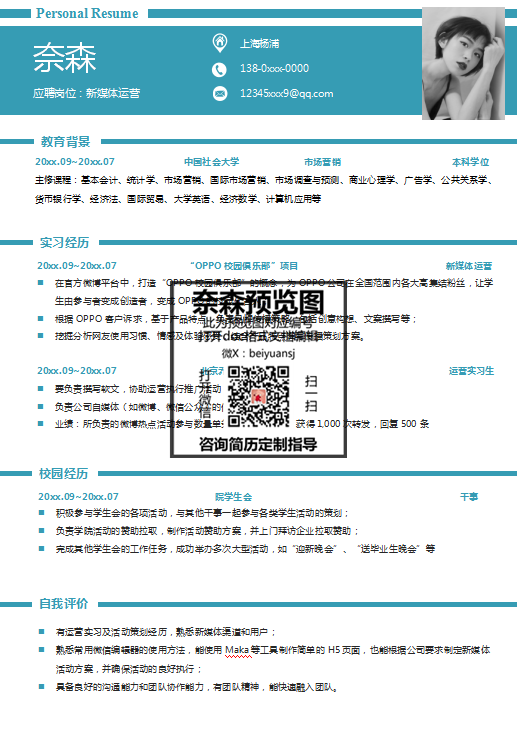 Personal Resume
奈森
应聘岗位：新媒体运营
上海杨浦
138-0xxx-0000
12345xxx9@qq.com
教育背景
20xx.09~20xx.07 中国社会大学 市场营销 本科学位
主修课程：基本会计、统计学、市场营销、国际市场营销、市场调查与预测、商业心理学、广告学、公共关系学、
货币银行学、经济法、国际贸易、大学英语、经济数学、计算机应用等
实习经历
20xx.09~20xx.07 “OPPO 校园俱乐部”项目 新媒体运营
在官方微博平台中，打造“OPPO 校园俱乐部”的概念，为 OPPO 公司在全国范围内各大高集结粉丝，让学
生由参与者变成创造者，变成
根据 OPPO 客户诉求，基于产品特点，
包括创意构想、文案撰写等；
挖掘分析网友使用习惯、情感及体验
策划方案。
奈森预览图
此为预览图对应编号
打开doc格式文档编辑
微X：beiyuansj
打开微信
扫一扫
咨询简历定制指导
20xx.09~20xx.07 运营实习生
要负责撰写软文，协助运营执行推广活动
负责公司自媒体（如微博、微信公众
业绩：所负责的微博热点活动参与数量单
获得1,000 次转发，回复 500 条
校园经历
20xx.09~20xx.07 院学生会 干事
积极参与学生会的各项活动，与其他干事一起参与各类学生活动的策划；
负责学院活动的赞助拉取，制作活动赞助方案，并上门拜访企业拉取赞助；
完成其他学生会的工作任务，成功举办多次大型活动，如“迎新晚会”、“送毕业生晚会”等
自我评价
有运营实习及活动策划经历，熟悉新媒体渠道和用户；
熟悉常用微信编辑器的使用方法，能使用 Maka 等工具制作简单的 H5 页面，也能根据公司要求制定新媒体
活动方案，并确保活动的良好执行；
具备良好的沟通能力和团队协作能力，有团队精神，能快速融入团队。